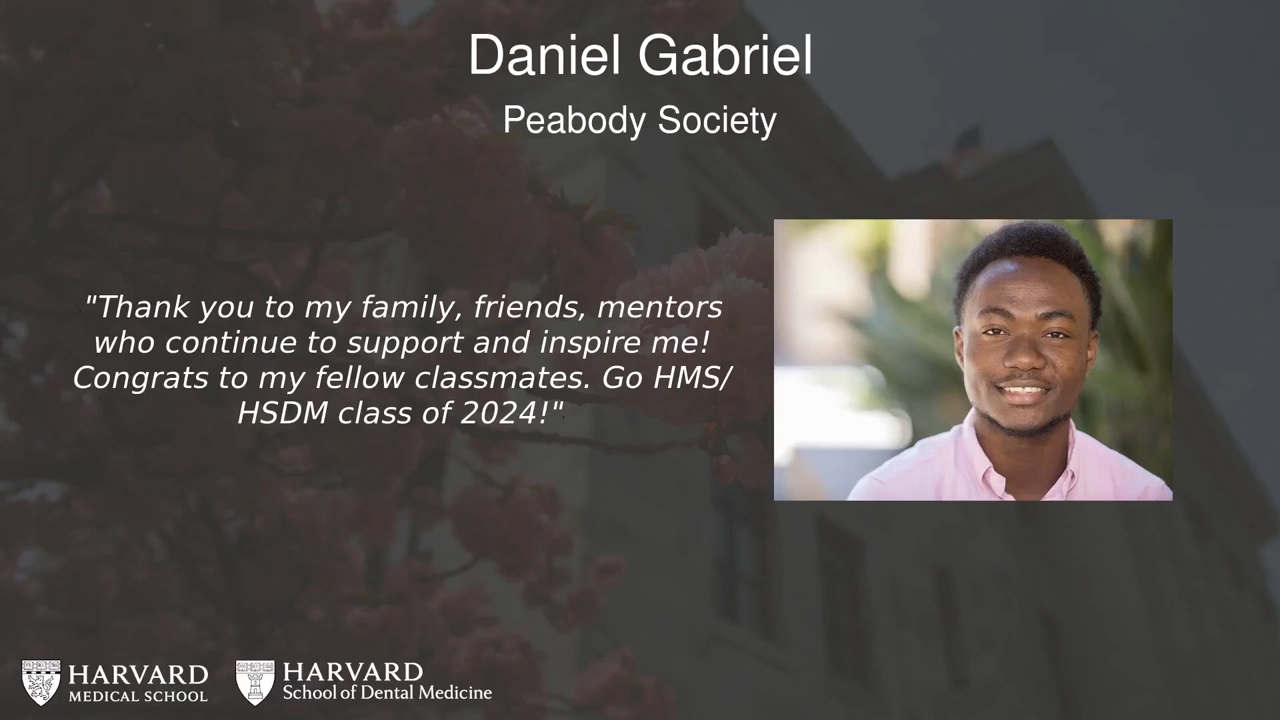 Daniel Gabriel
Peabody Society
"Thank you to my family, friends, mentors
who continue to support and inspire me!
Congrats to my fellow classmates. Go HMS/
HSDM class of 2024!"
HARVARD
MEDICAL SCHOOL
HARVARD
School of Dental Medicine